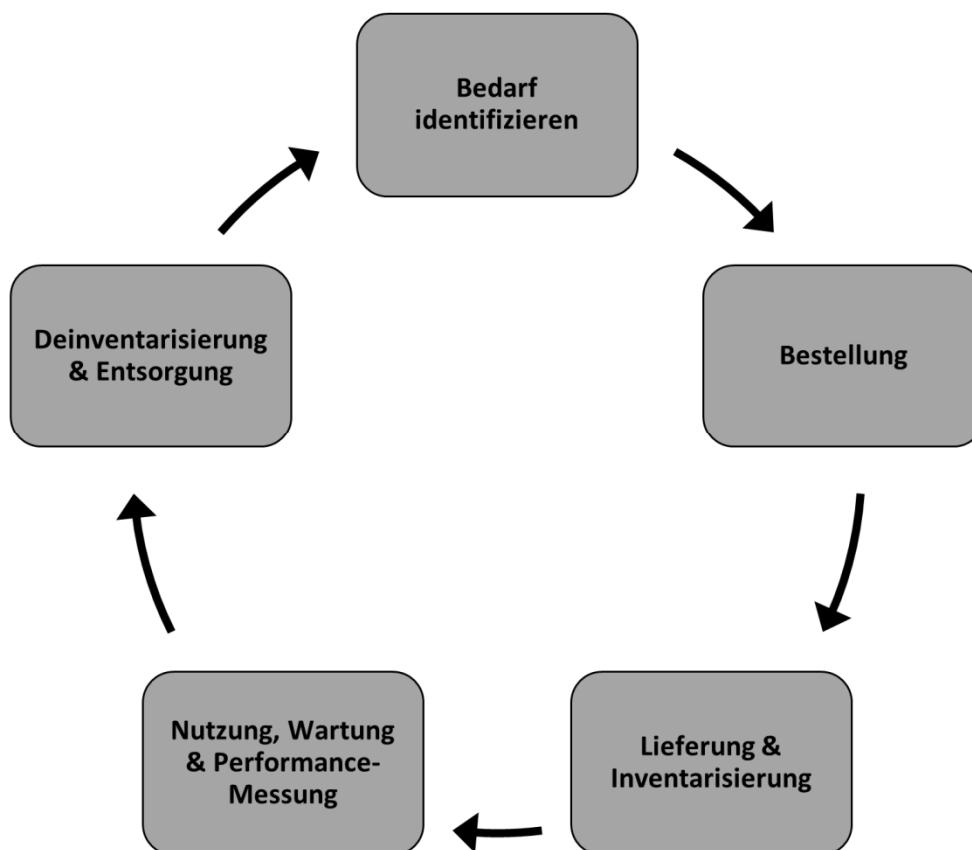 Bedarf
identifizieren
Bestellung
Lieferung &
Inventarisierung
Nutzung, Wartung
& Performance-
Messung
Deinventarisierung
& Entsorgung